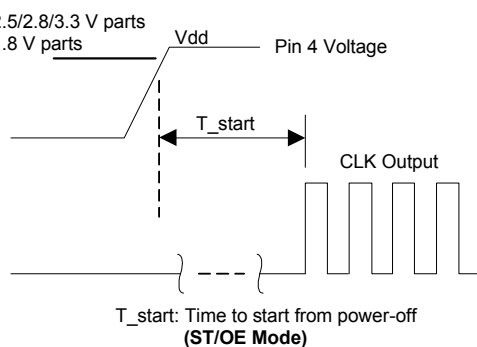 .5/2.8/3.3 V parts
.8 V parts
Vdd
Pin 4 Voltage
T_start
CLK Output
T_start: Time to start from power-off
(ST/OE Mode)